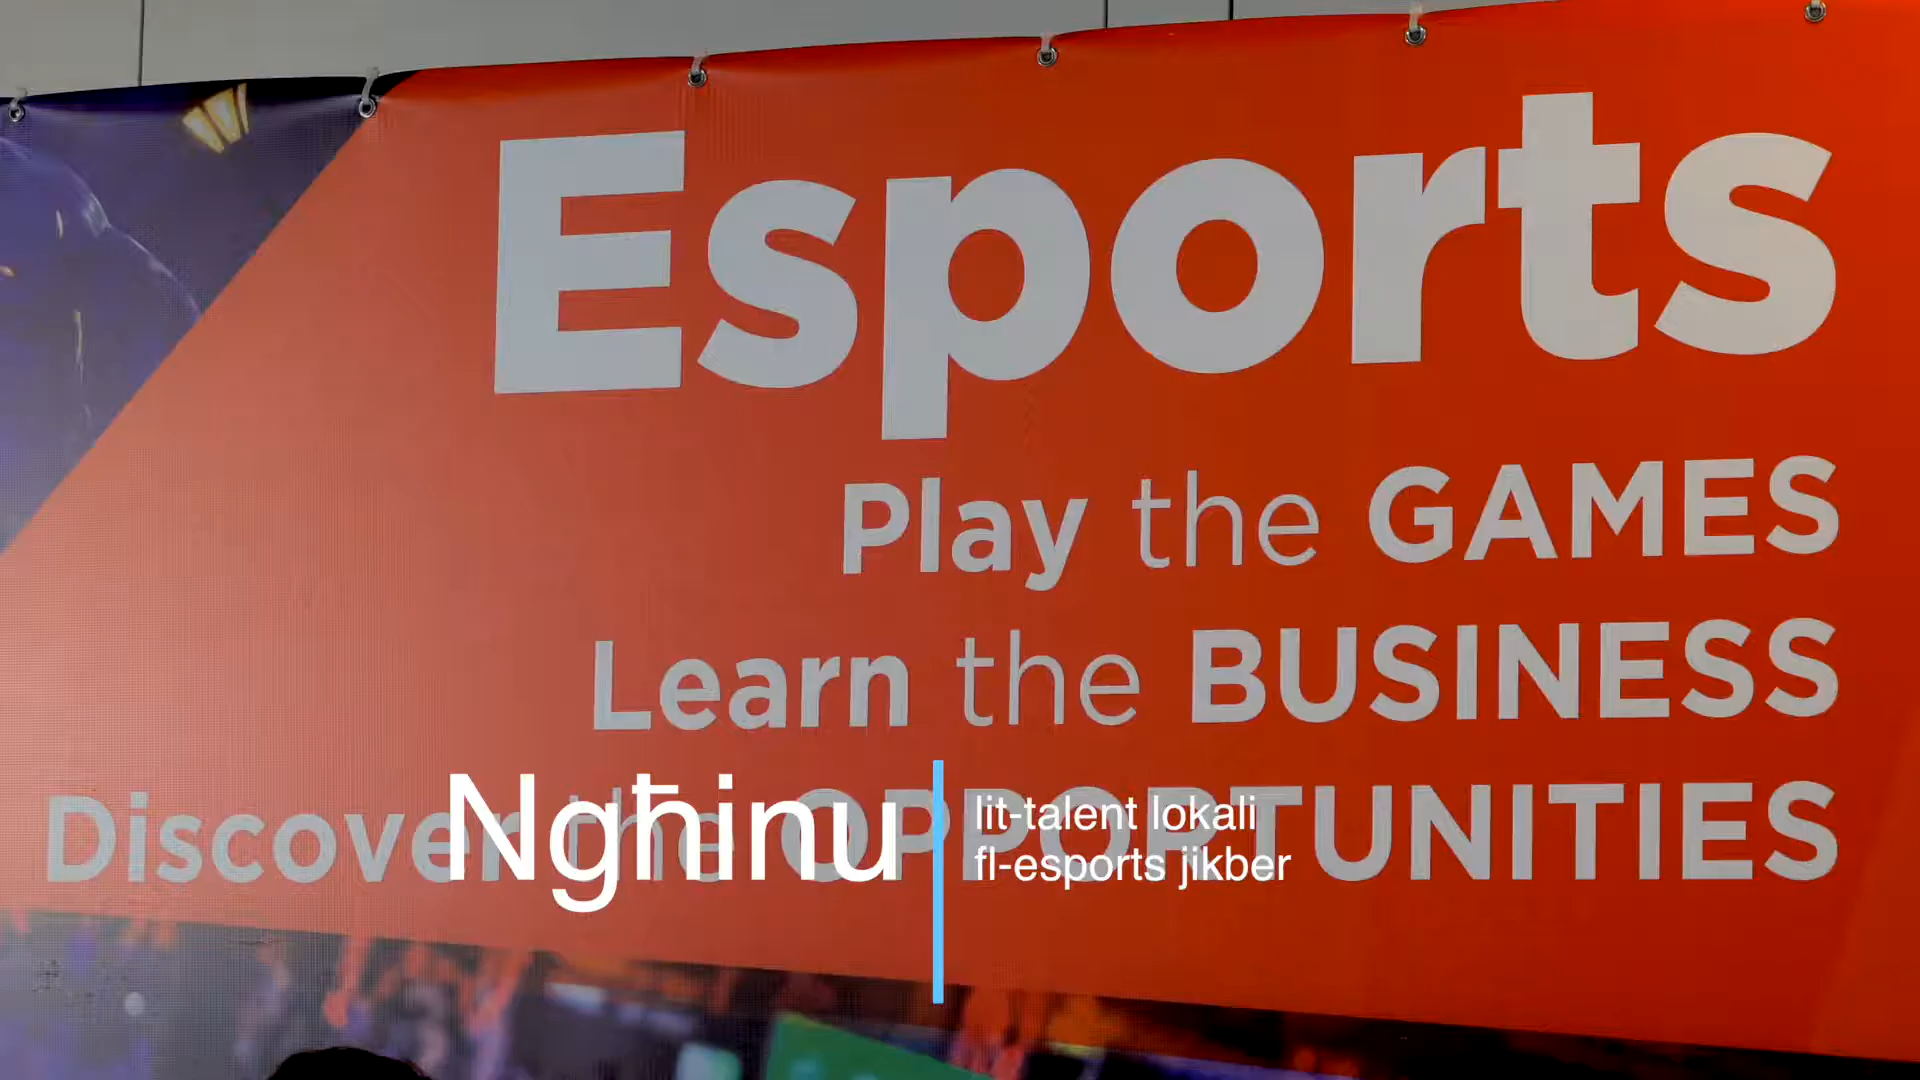 Esports
Play the GAMES
Learn the BUSINESS
Discover the OPPORTUNITIES
Ngħinu
lit-talent lokali
fl-esports jikber